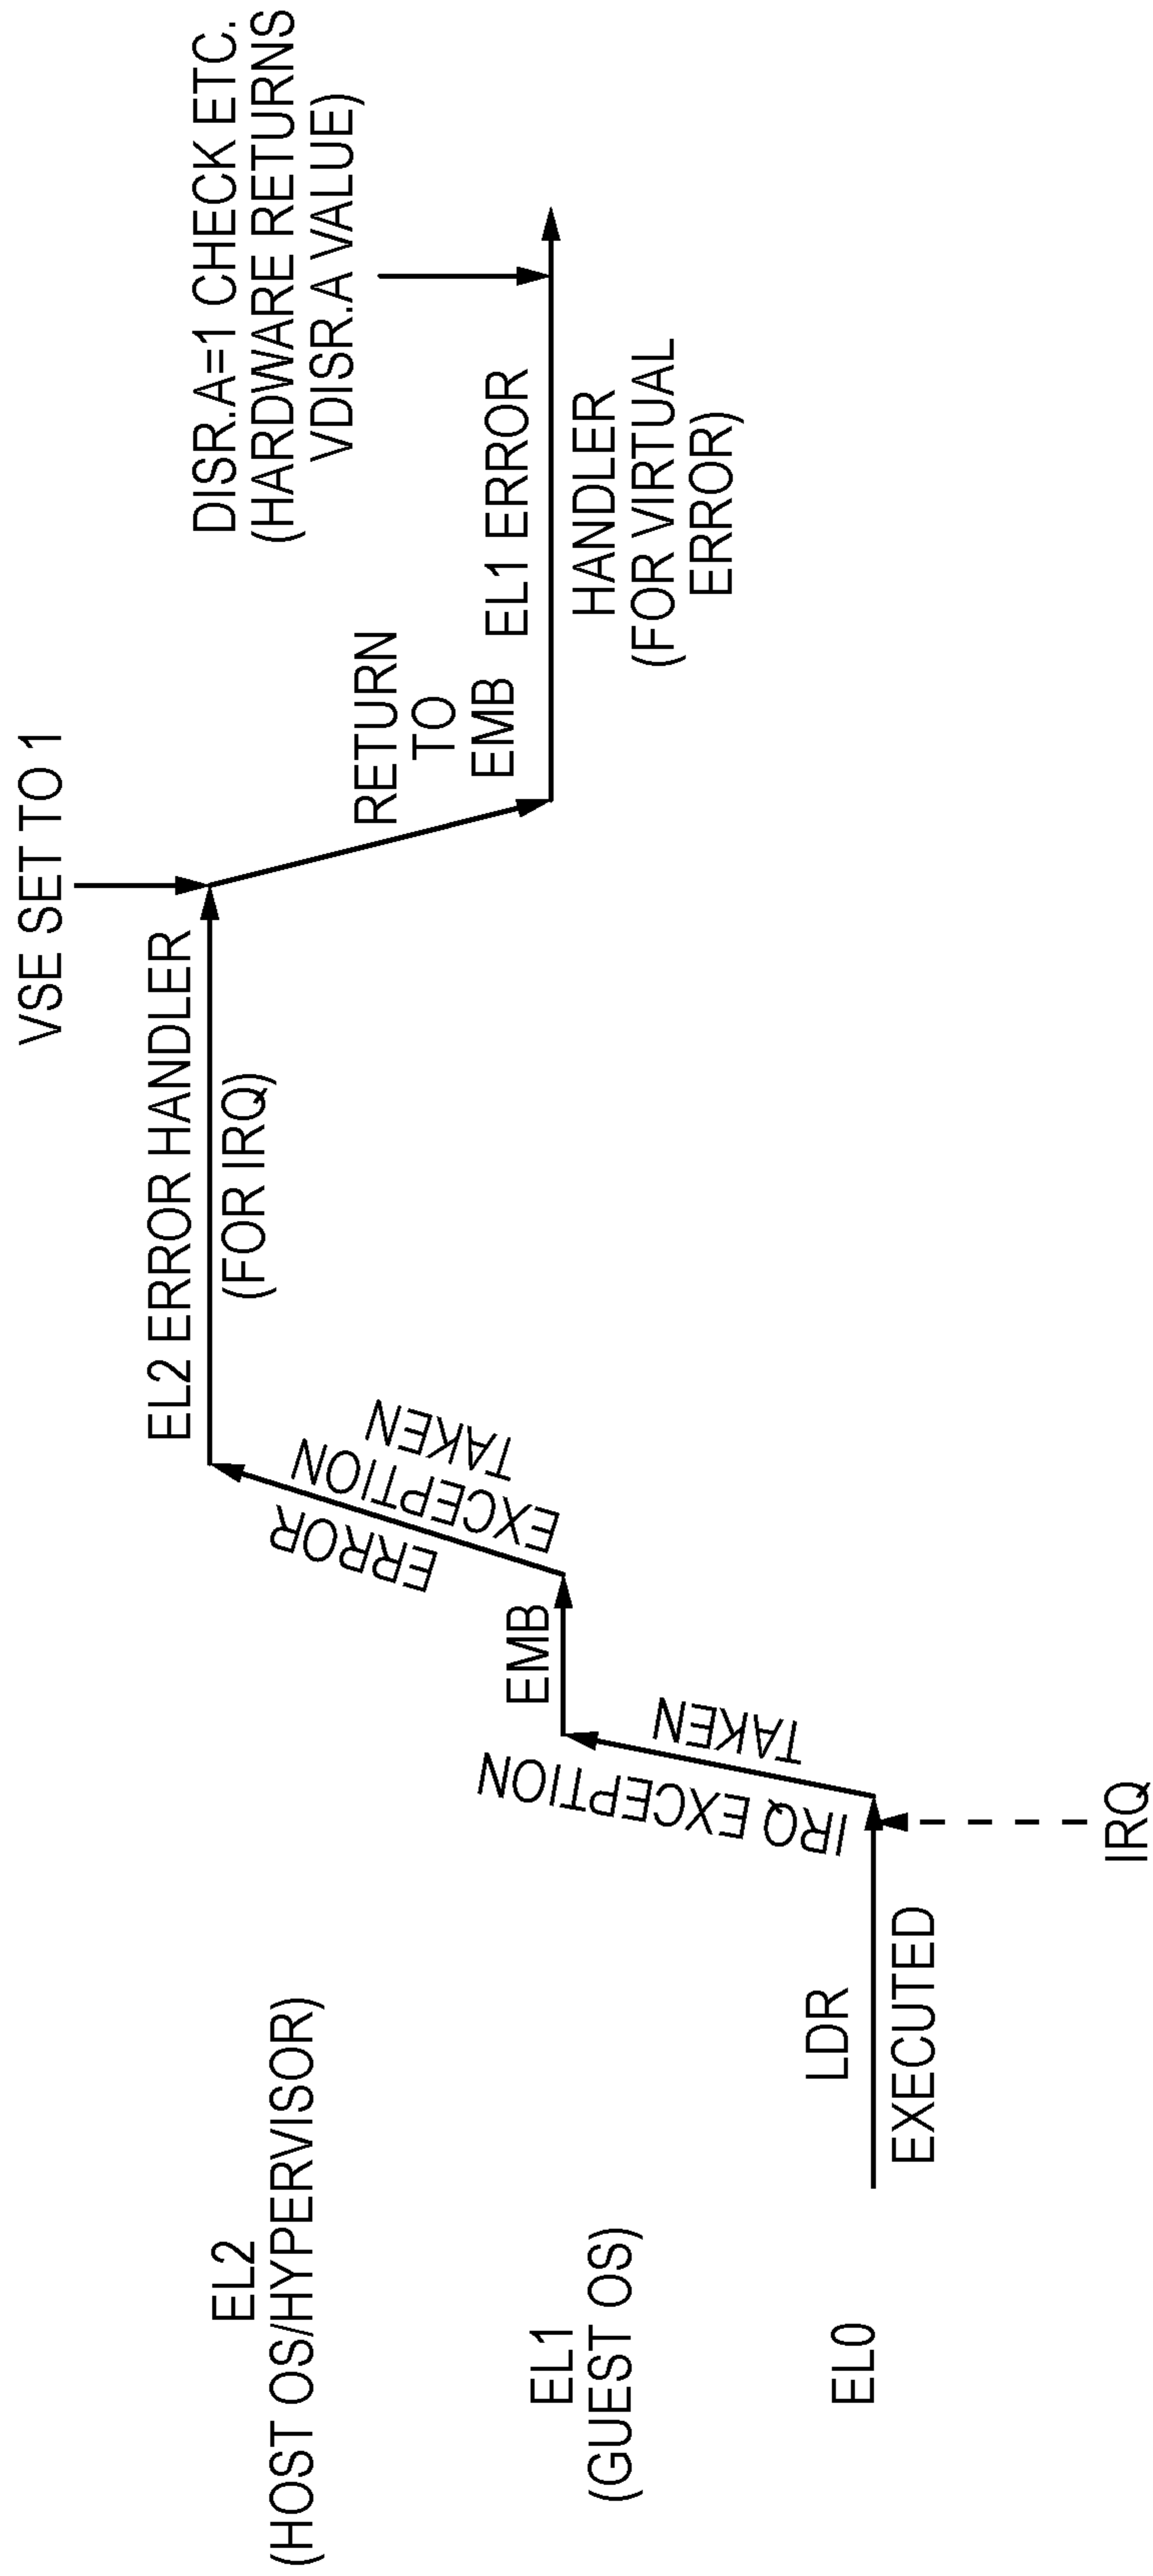 EL2
(HOST OS/HYPERVISOR)
EL1
(GUEST OS)
EL0
LDR
EXECUTED
IRQ
IRQ EXCEPTION
TAKEN
EMB
ERROR
EXCEPTION
TAKEN
EL2 ERROR HANDLER
(FOR IRQ)
VSE SET TO 1
RETURN
TO
EMB
EL1 ERROR
HANDLER
(FOR VIRTUAL
ERROR)
DISR.A=1 CHECK ETC.
(HARDWARE RETURNS
VDISR.A VALUE)